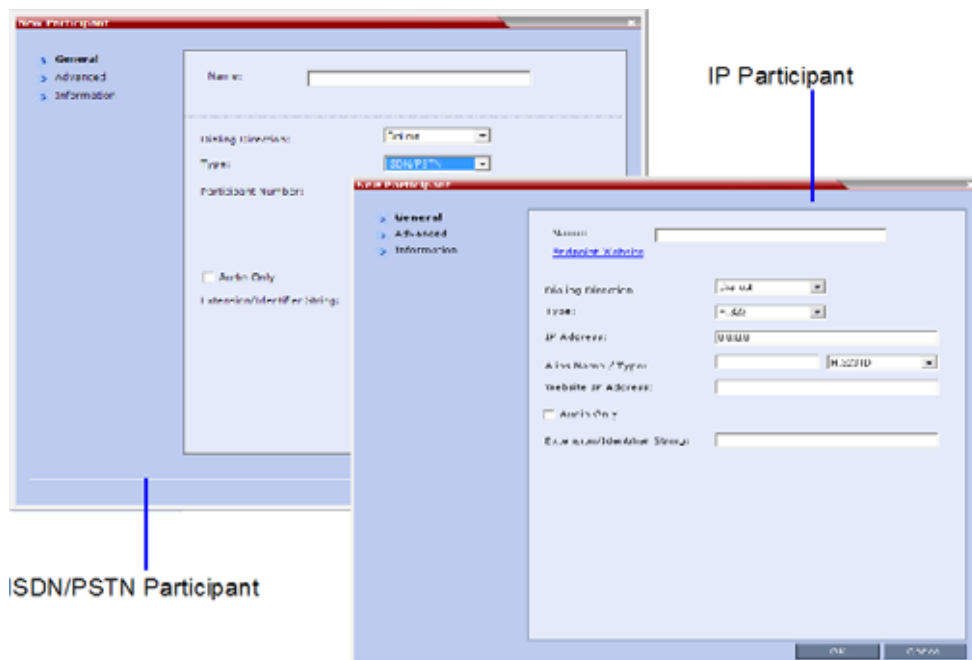 New Participant
General
Advanced
Information
Name:
Dialing Direction:
Type:
ISDN/PSTN
Participant Number:
Audio Only
Extension/Identifier String:
ISDN/PSTN Participant
IP Participant
New Participant
General
Advanced
Information
Name:
Endpoint Website
Dialing Direction
Dial out
Type:
H.323
IP Address:
0.0.0.0
Alias Name / Type:
H.323 ID
Website IP Address:
Audio Only
Extension/Identifier String:
OK
Cancel